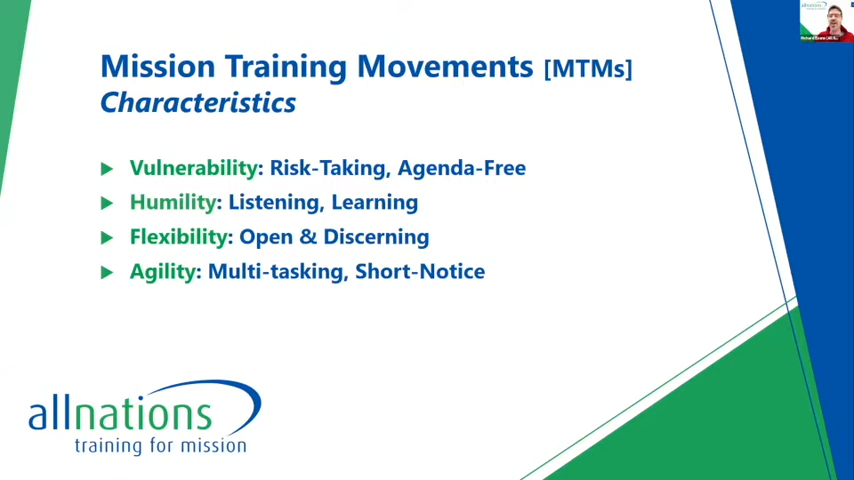 Mission Training Movements [MTMs]
Characteristics
Vulnerability: Risk-Taking, Agenda-Free
Humility: Listening, Learning
Flexibility: Open & Discerning
Agility: Multi-tasking, Short-Notice
allnations
training for mission
allnations